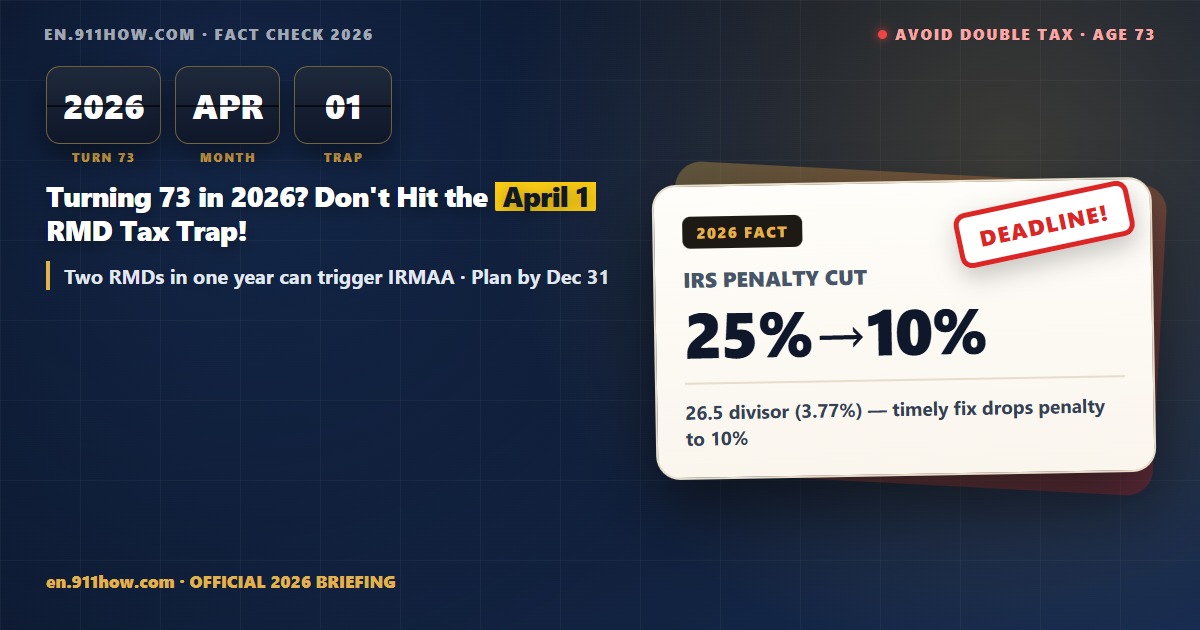 EN.911HOW.COM · FACT CHECK 2026
AVOID DOUBLE TAX · AGE 73
2026 APR 01
TURN 73 MONTH TRAP
Turning 73 in 2026? Don't Hit the April 1
RMD Tax Trap!
Two RMDs in one year can trigger IRMAA · Plan by Dec 31
2026 FACT
DEADLINE!
IRS PENALTY CUT
25%→10%
26.5 divisor (3.77%) — timely fix drops penalty
to 10%
en.911how.com · OFFICIAL 2026 BRIEFING